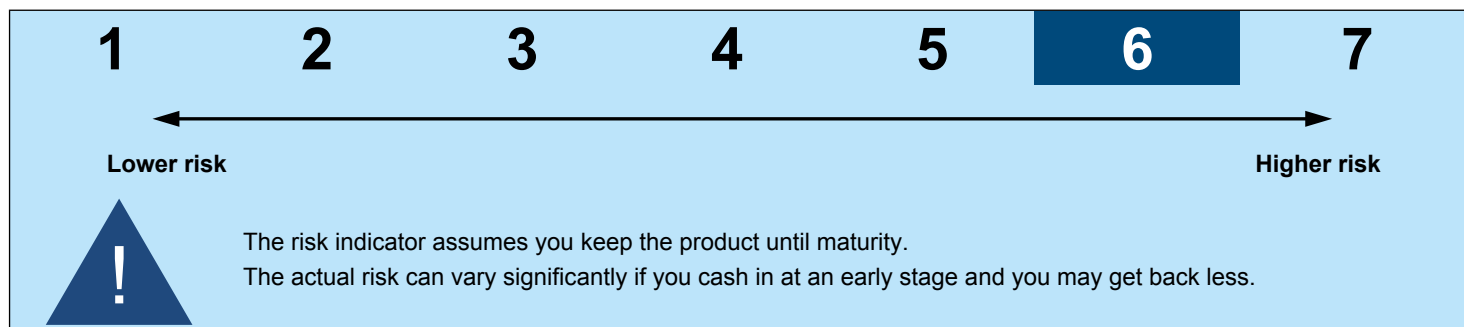 1 2 3 4 5 6 7
Lower risk Higher risk
!
The risk indicator assumes you keep the product until maturity.
The actual risk can vary significantly if you cash in at an early stage and you may get back less.